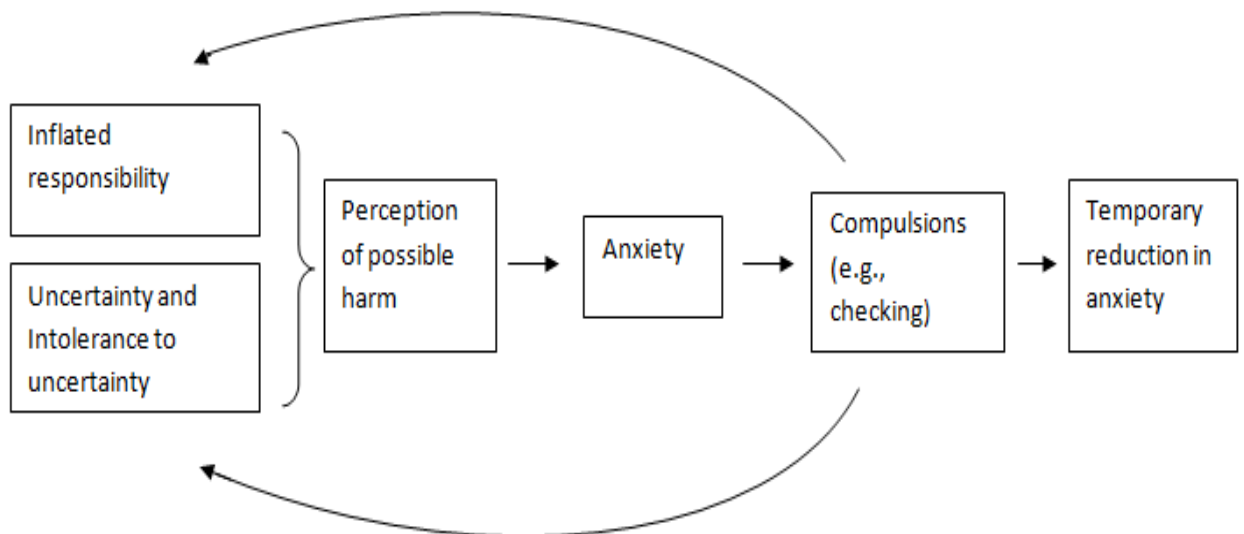 Inflated
responsibility
Uncertainty and
Intolerance to
uncertainty
Perception
of possible
harm
Anxiety
Compulsions
(e.g.,
checking)
Temporary
reduction in
anxiety